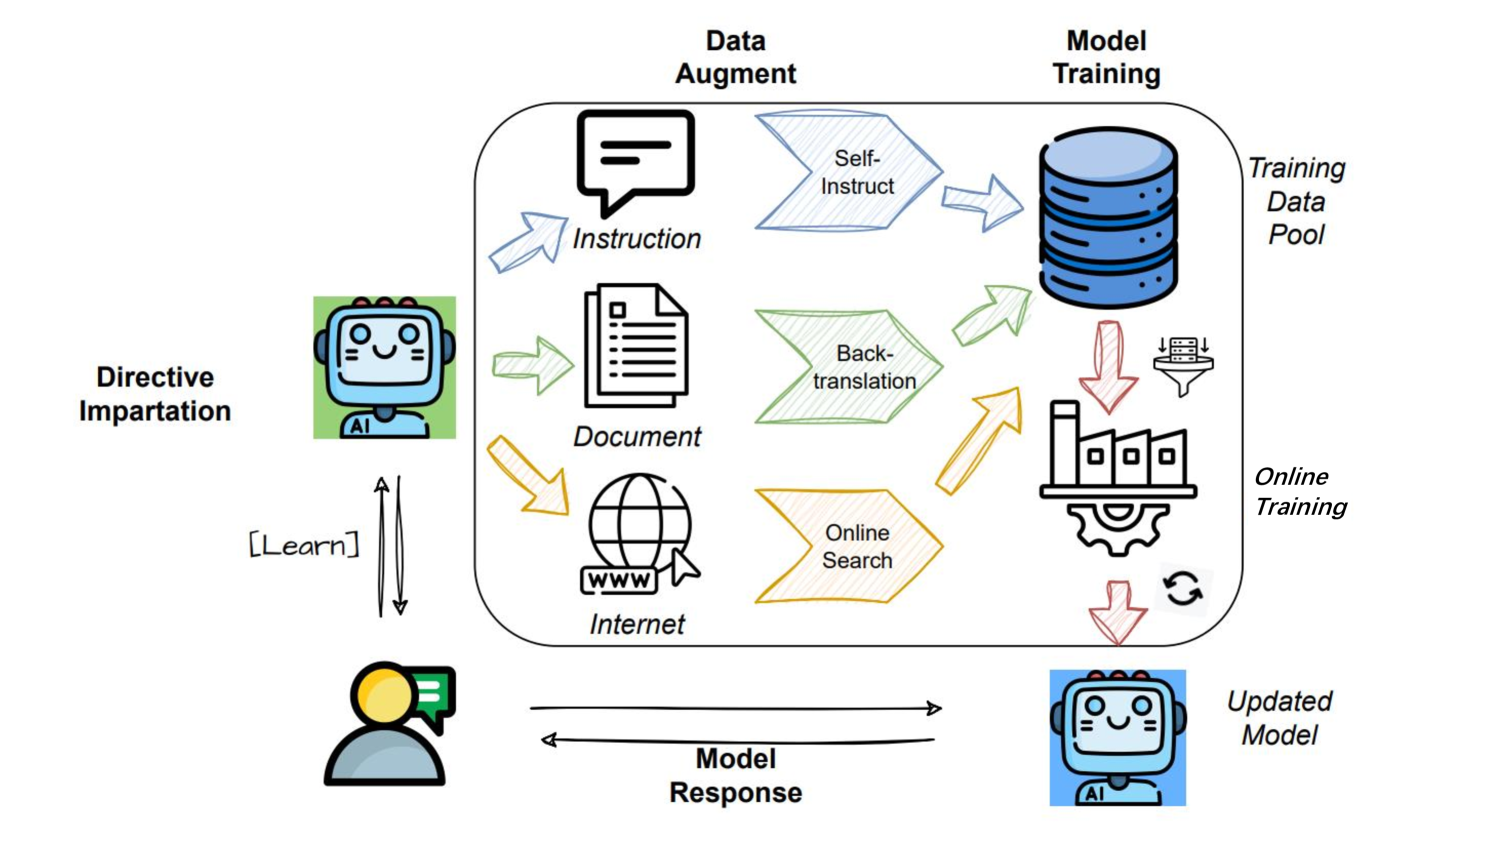 Data
Augment
Model
Training
Self-
Instruct
Instruction
Training
Data
Pool
Directive
Impartation
AI
Back-
translation
Document
Online
Training
[Learn]
Online
Search
WWW
Internet
Updated
Model
AI
Model
Response